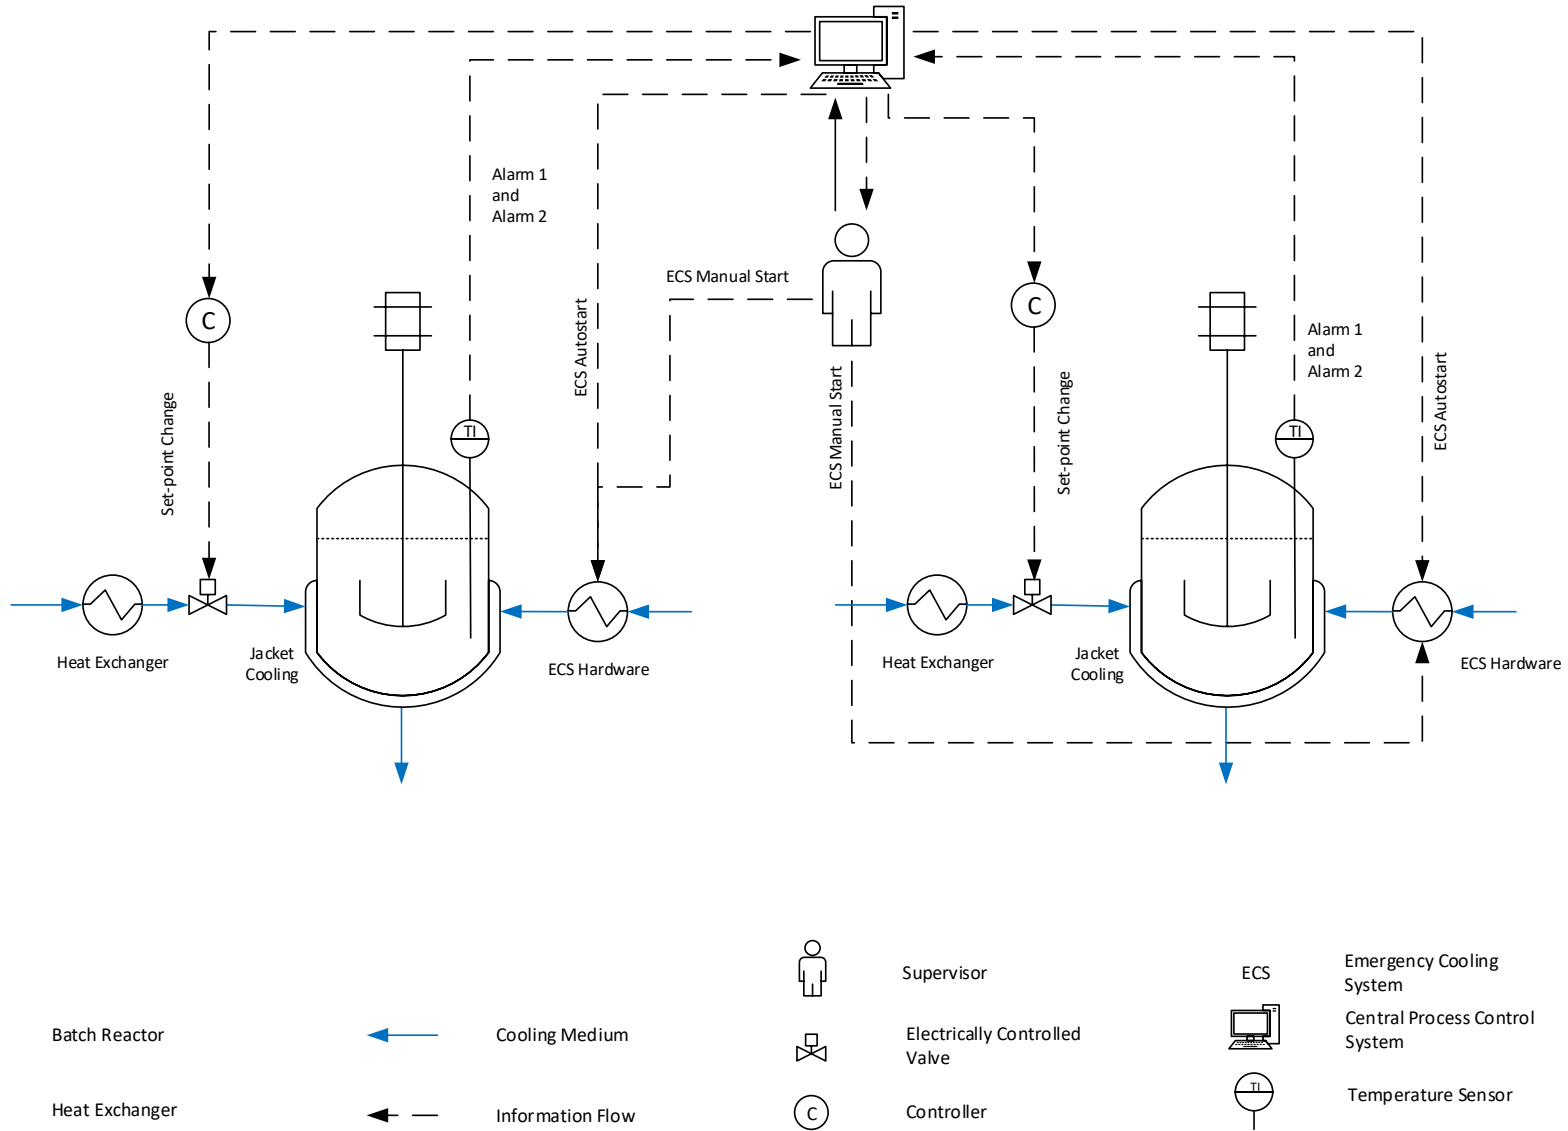 Alarm 1
and
Alarm 2
ECS Manual Start
ECS Autostart
C
Set-point Change
TI
Heat Exchanger
Jacket
Cooling
ECS Hardware
C
ECS Manual Start
Set-point Change
Alarm 1
and
Alarm 2
ECS Autostart
TI
Heat Exchanger
Jacket
Cooling
ECS Hardware
Supervisor
ECS
Emergency Cooling
System
Batch Reactor
Cooling Medium
Electrically Controlled
Valve
Central Process Control
System
Heat Exchanger
Information Flow
C
Controller
TI
Temperature Sensor